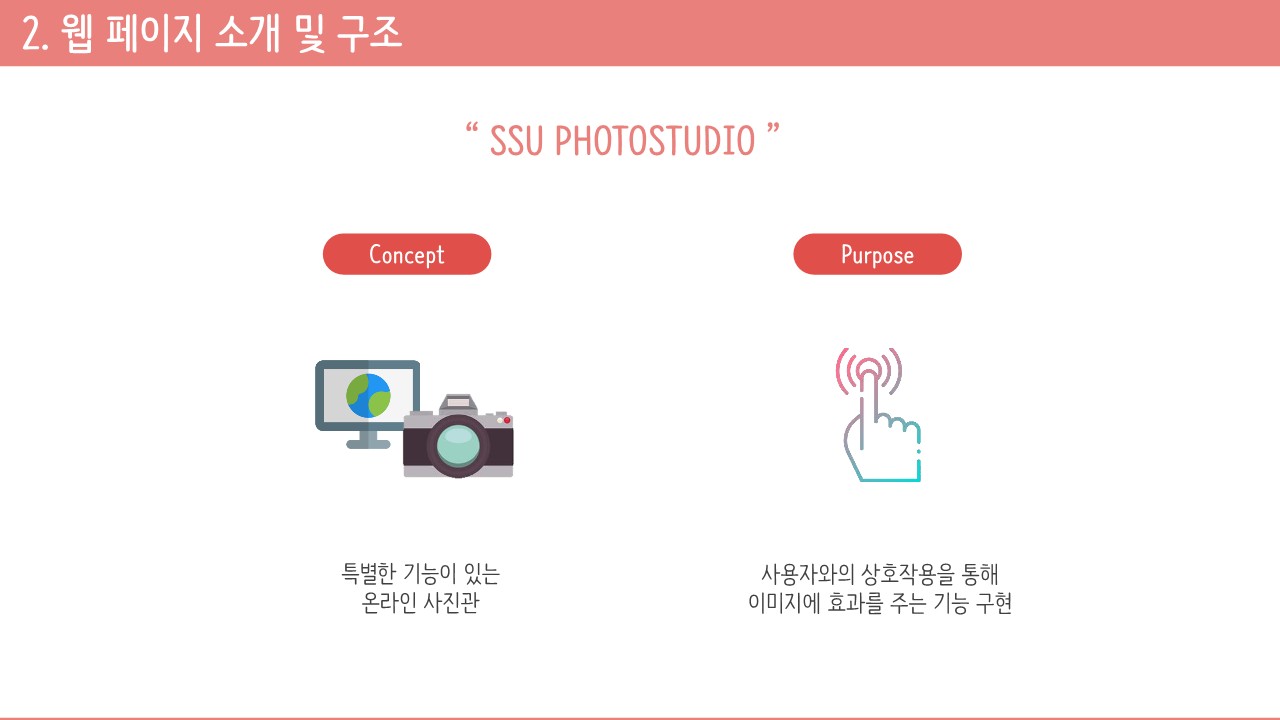 2. 웹 페이지 소개 및 구조
“ SSU PHOTOSTUDIO ”
Concept
Purpose
특별한 기능이 있는
온라인 사진관
사용자와의 상호작용을 통해
이미지에 효과를 주는 기능 구현